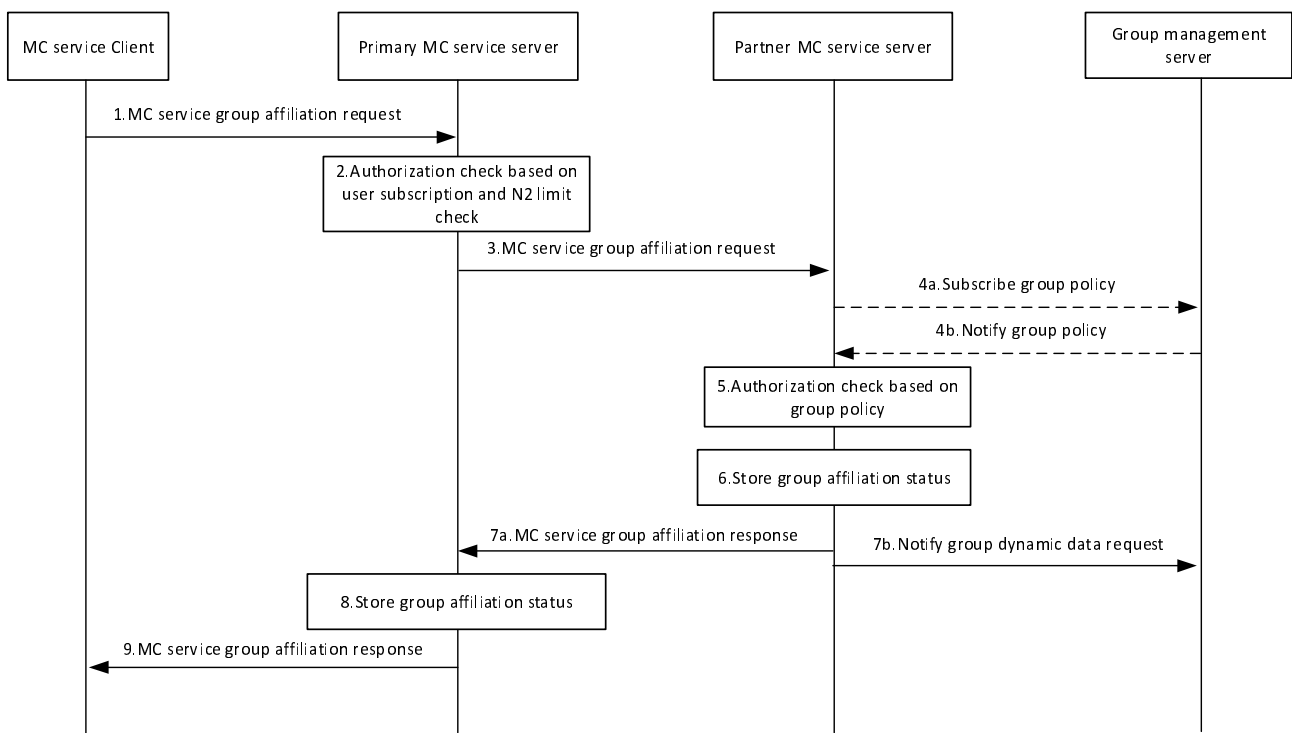 MC service Client
Primary MC service server
Partner MC service server
Group management
server
1.MC service group affiliation request
2.Authorization check based on
user subscription and N2 limit
check
3.MC service group affiliation request
4a.Subscribe group policy
4b.Notify group policy
5.Authorization check based on
group policy
6.Store group affiliation status
7a.MC service group affiliation response
7b.Notify group dynamic data request
8.Store group affiliation status
9.MC service group affiliation response